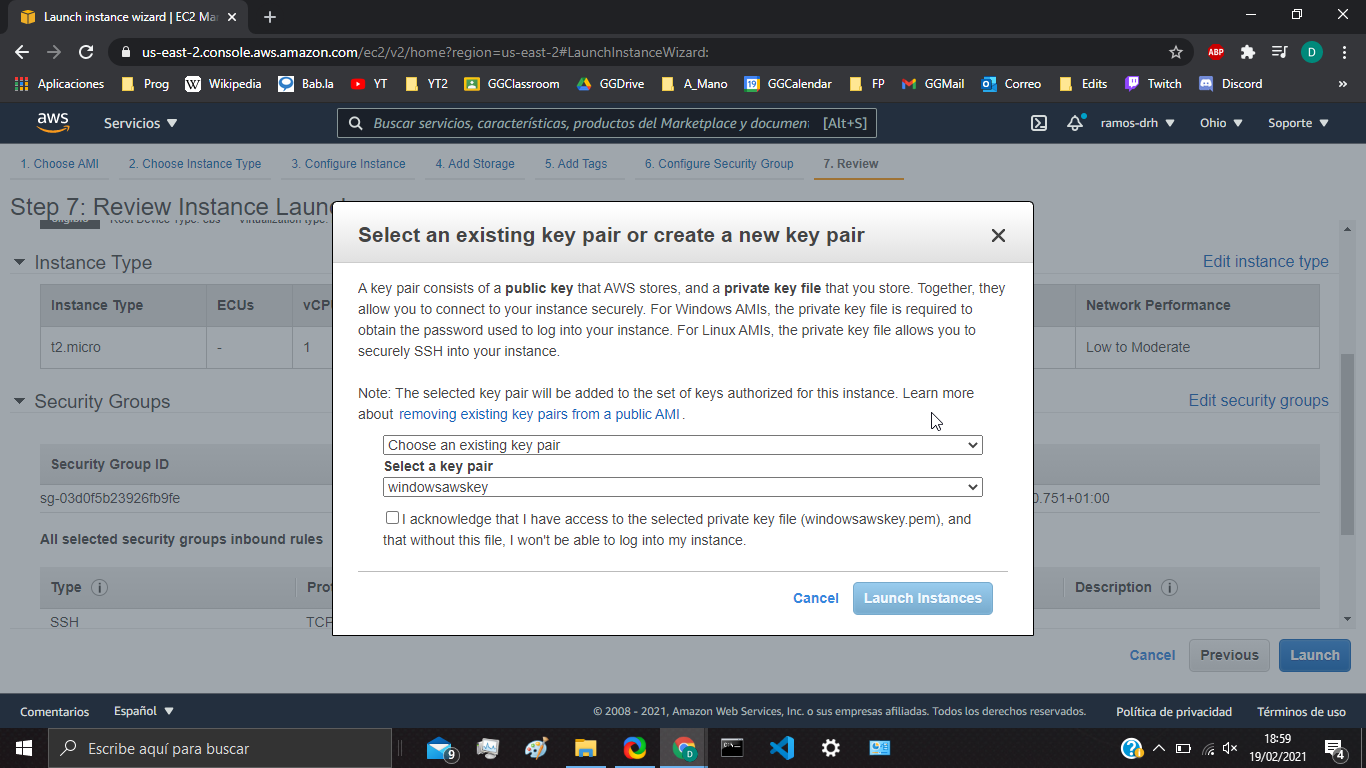 Launch instance wizard | EC2 Ma
us-east-2.console.aws.amazon.com/ec2/v2/home?region=us-east-2#LaunchInstanceWizard:
ABP
D
Aplicaciones Prog Wikipedia Bab.la YT YT2 GGClassroom GGDrive A_Mano GGCalendar FP GGMail Correo Edits Twitch Discord »
aws Servicios Buscar servicios, características, productos del Marketplace y document [Alt+S] ramos-drh Ohio Soporte
1. Choose AMI 2. Choose Instance Type 3. Configure Instance 4. Add Storage 5. Add Tags 6. Configure Security Group 7. Review
Step 7: Review Instance Laun
Root Device Type: ebs Virtualization type:
Select an existing key pair or create a new key pair
A key pair consists of a public key that AWS stores, and a private key file that you store. Together, they
allow you to connect to your instance securely. For Windows AMIs, the private key file is required to
obtain the password used to log into your instance. For Linux AMIs, the private key file allows you to
securely SSH into your instance.
Note: The selected key pair will be added to the set of keys authorized for this instance. Learn more
about removing existing key pairs from a public AMI.
Choose an existing key pair
Select a key pair
windowsawskey
I acknowledge that I have access to the selected private key file (windowsawskey.pem), and
that without this file, I won't be able to log into my instance.
Cancel Launch Instances
Instance Type Edit instance type
Instance Type ECUs vCP Network Performance
t2.micro - 1 Low to Moderate
Security Groups Edit security groups
Security Group ID
sg-03d0f5b23926fb9fe 0.751+01:00
All selected security groups inbound rules
Type Pro Description
SSH TCP
Cancel Previous Launch
Comentarios Español © 2008 - 2021, Amazon Web Services, Inc. o sus empresas afiliadas. Todos los derechos reservados. Política de privacidad Términos de uso
Escribe aquí para buscar
9
D
18:59
19/02/2021
4